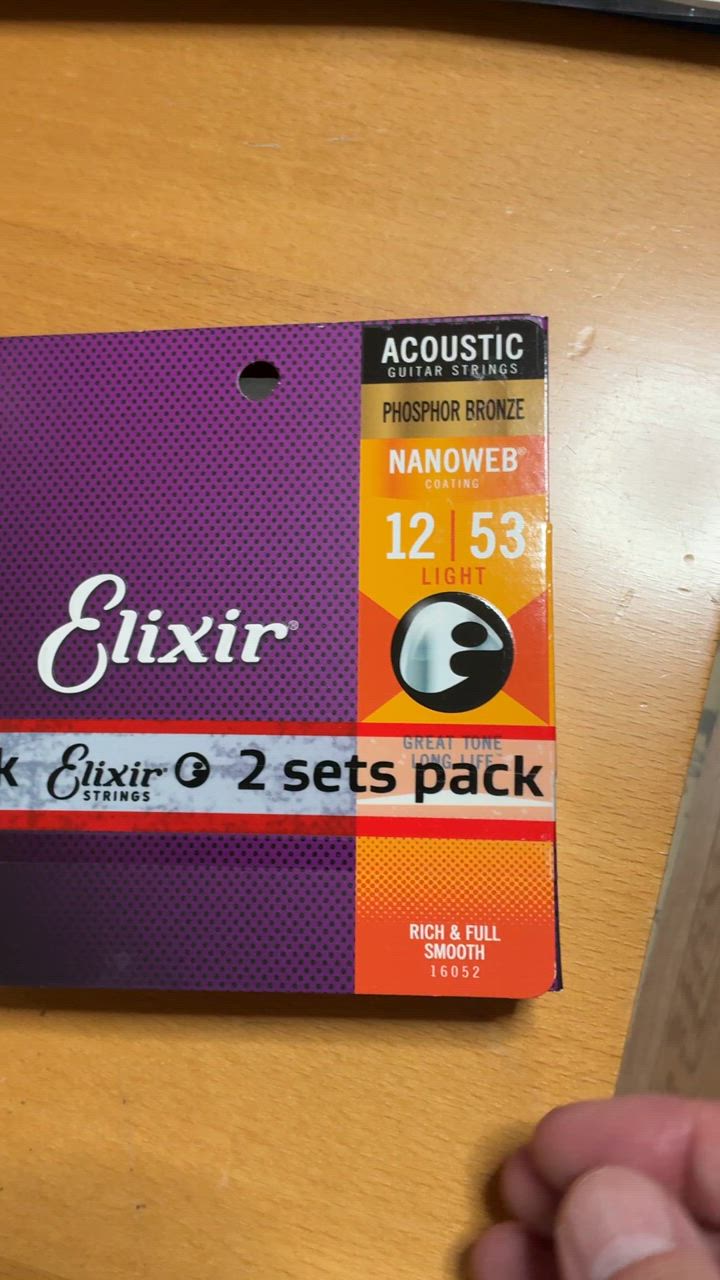 ACOUSTIC
GUITAR STRINGS
PHOSPHOR BRONZE
NANOWEB®
COATING
12 | 53
LIGHT
Elixir®
GREAT TONE
LONG LIFE
k Elixir STRINGS 2 sets pack
RICH & FULL
SMOOTH
16052